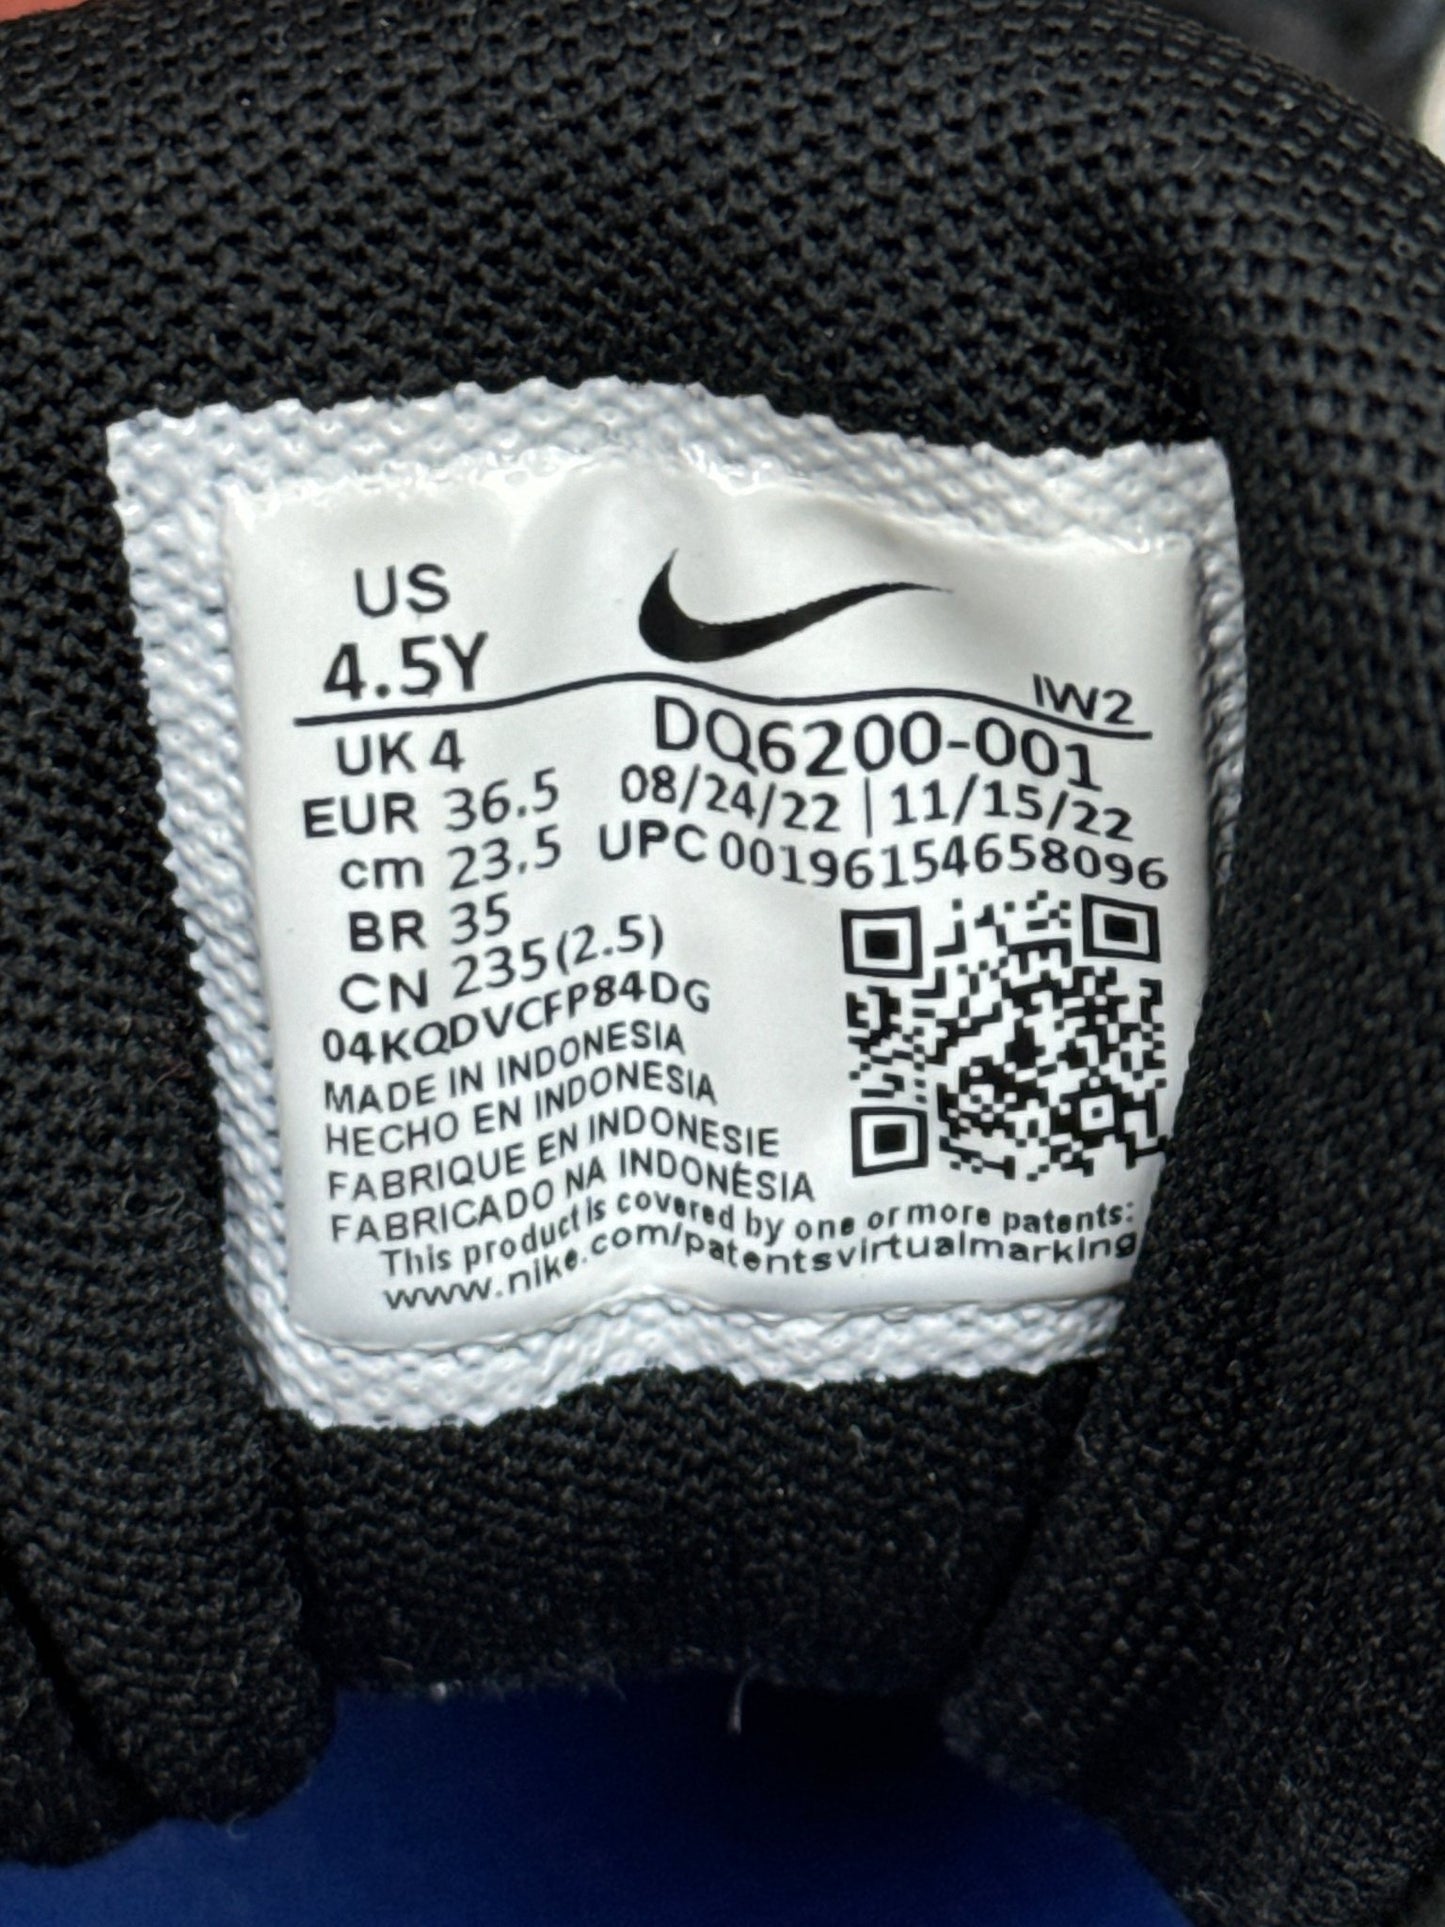 US
4.5Y
IW2
UK 4
EUR 36.5
cm 23.5
BR 35
CN 235(2.5)
DQ6200-001
08/24/22 | 11/15/22
UPC 00196154658096
04KQDVCFP84DG
MADE IN INDONESIA
HECHO EN INDONESIA
FABRIQUE EN INDONESIE
FABRICADO NA INDONÉSIA
This product is covered by one or more patents:
www.nike.com/patentsvirtualmarking